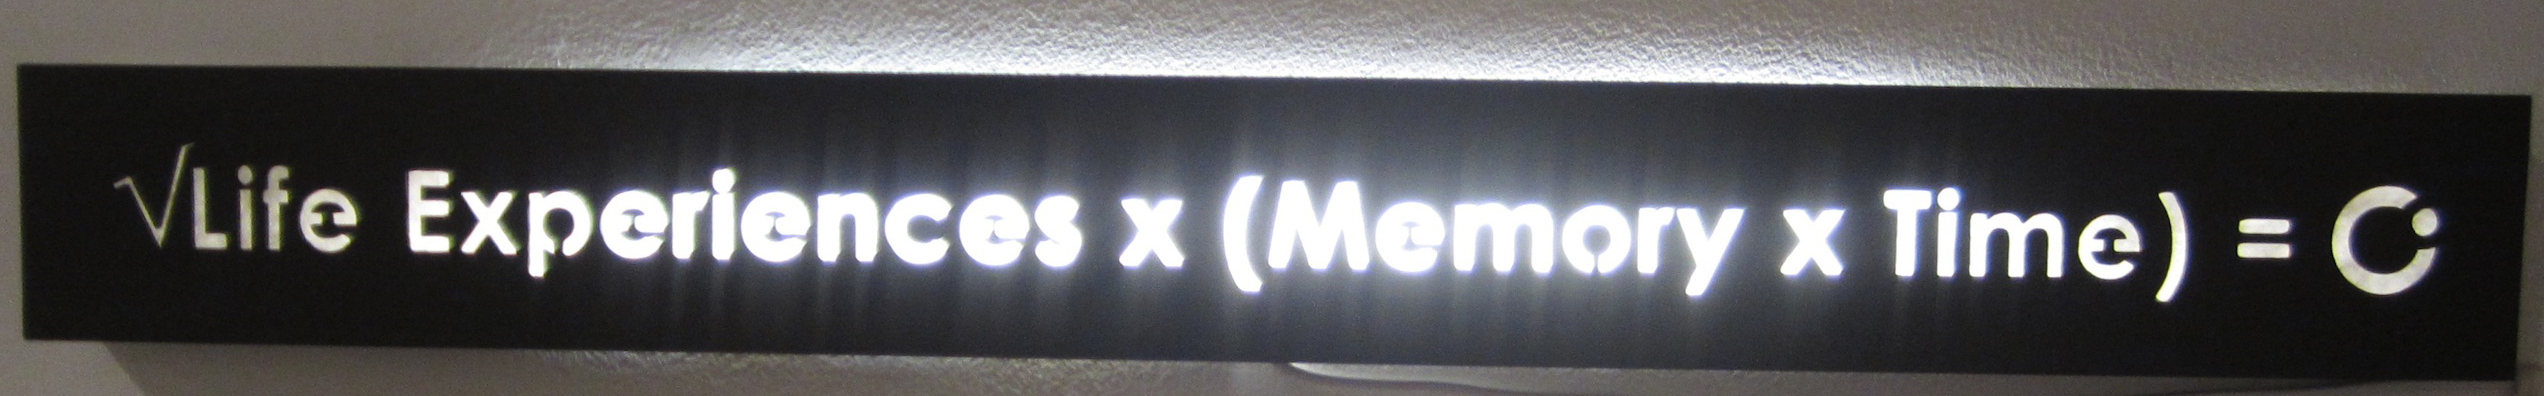 √Life Experiences x (Memory x Time) =